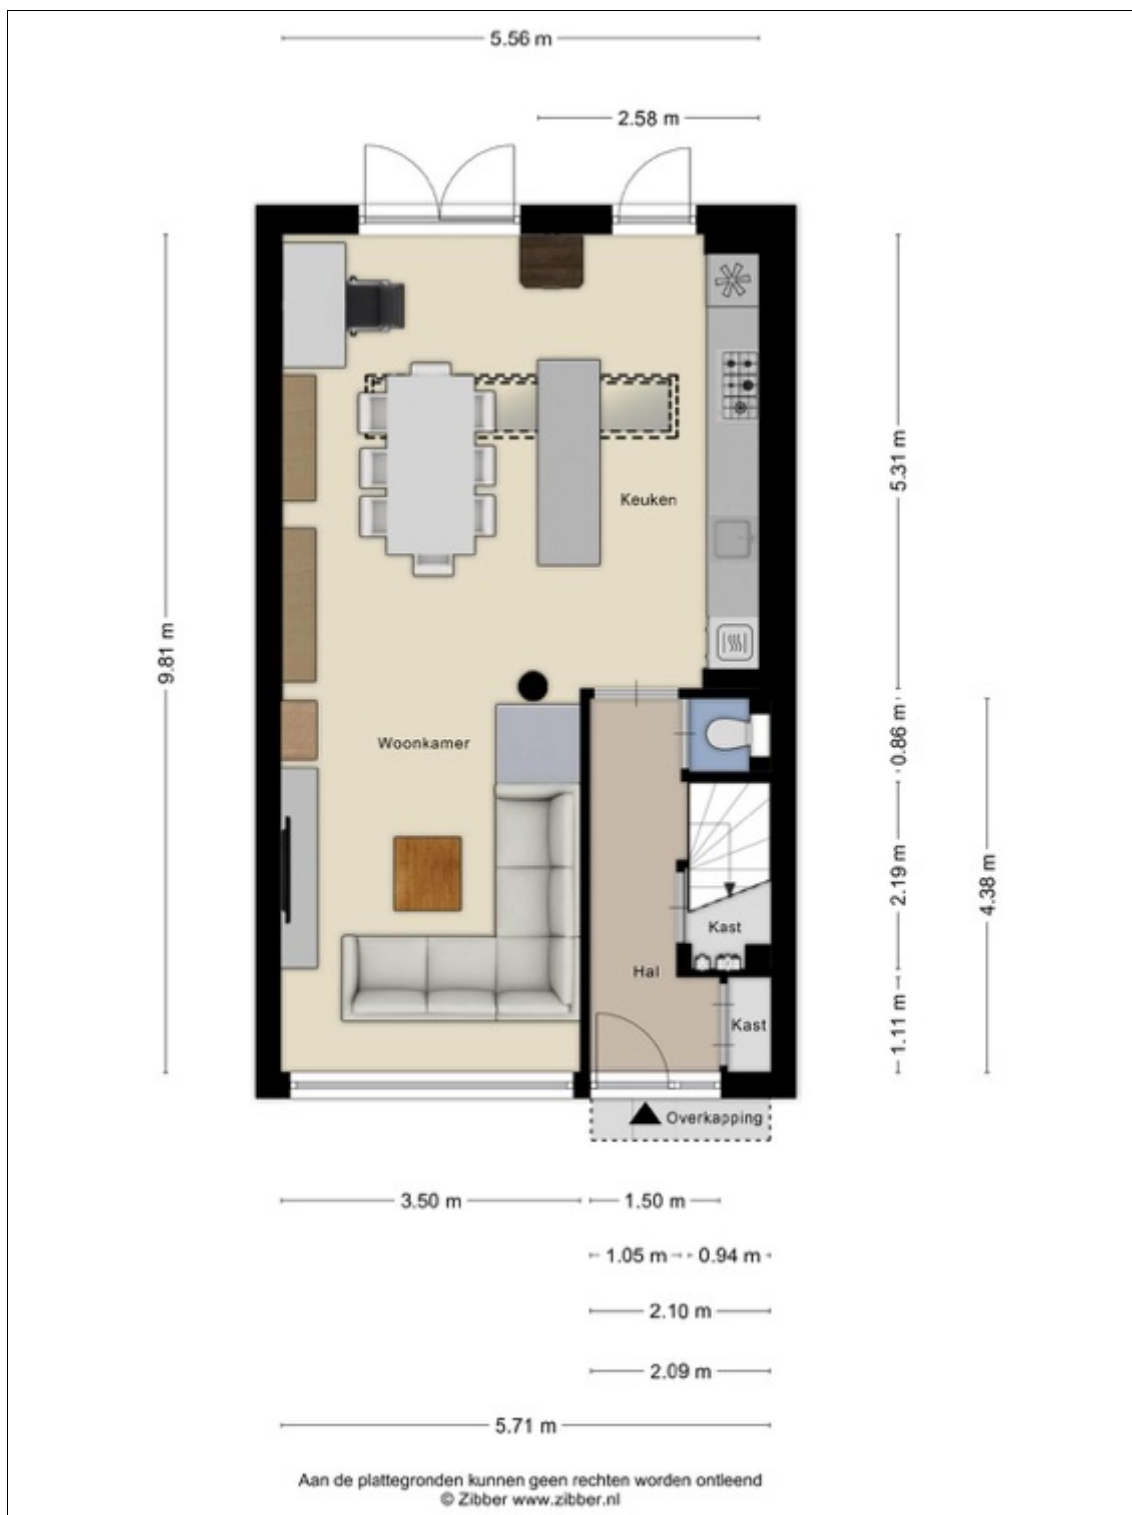 5.56 m
2.58 m
9.81 m
5.31 m
Keuken
Woonkamer
0.86 m
2.19 m
4.38 m
Kast
Hal
1.11 m
Kast
Overkapping
3.50 m
1.50 m
1.05 m
0.94 m
2.10 m
2.09 m
5.71 m
Aan de plattegronden kunnen geen rechten worden ontleend
© Zibber www.zibber.nl